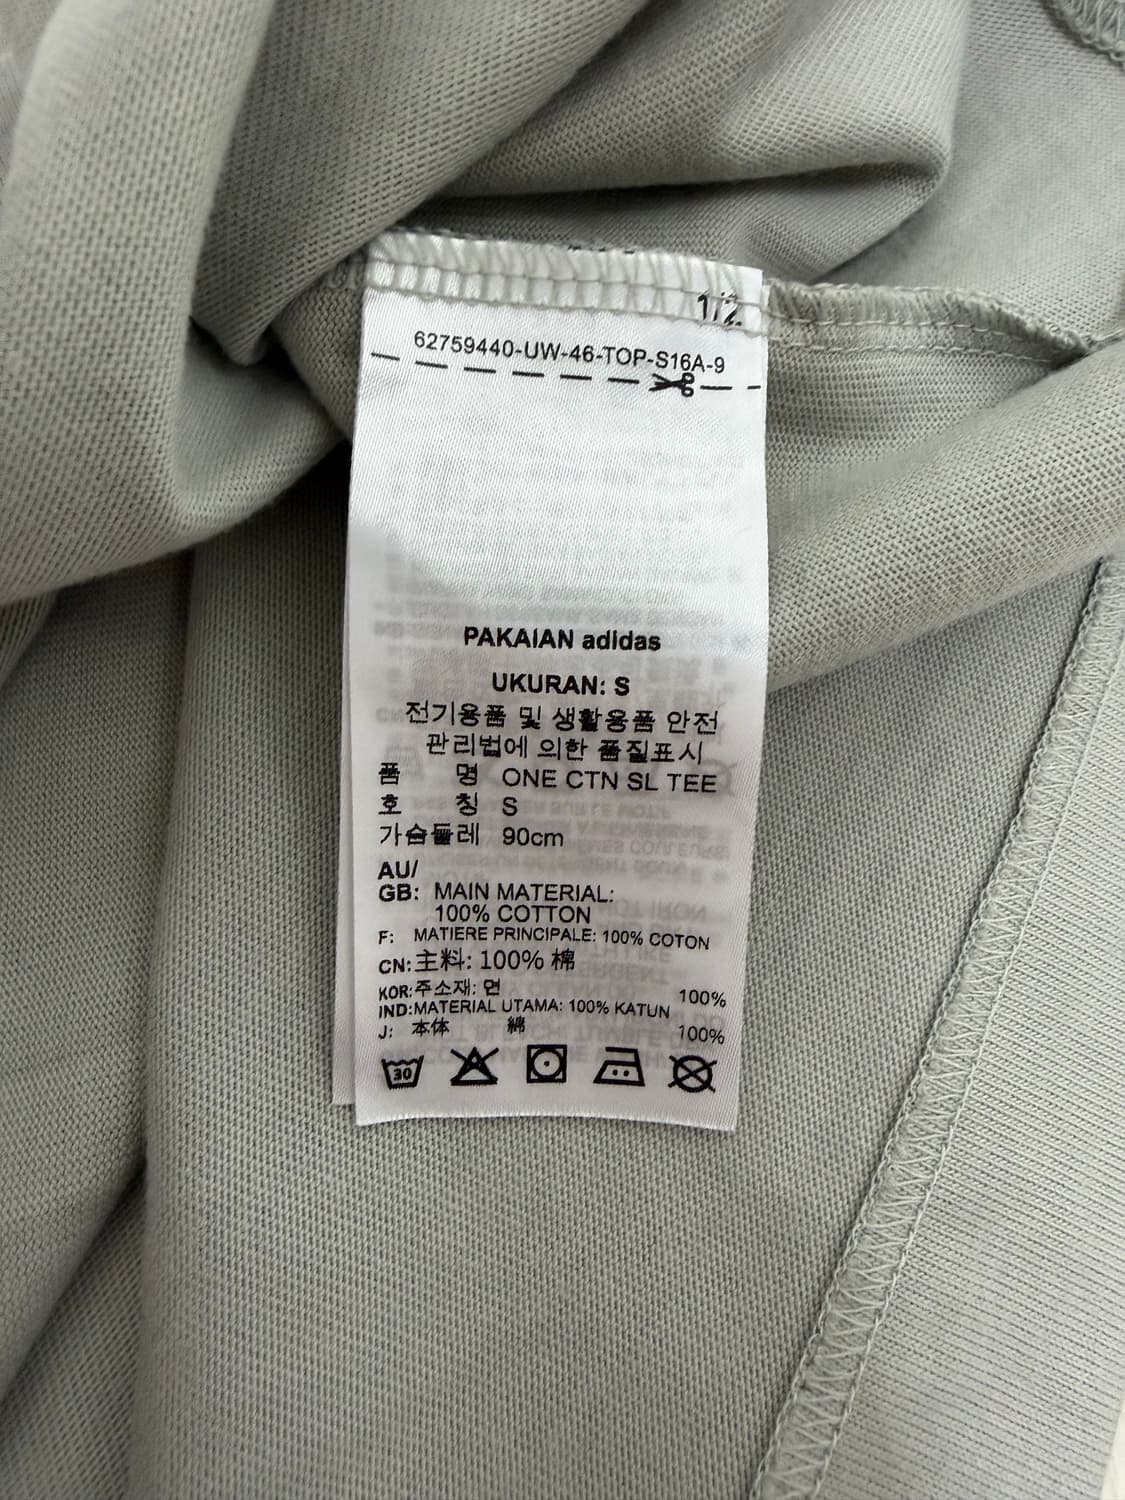 1/2
62759440-UW-46-TOP-S16A-9
PAKAIAN adidas
UKURAN: S
전기용품 및 생활용품 안전
관리법에 의한 품질표시
품 명 ONE CTN SL TEE
호 칭 S
가슴둘레 90cm
AU/
GB: MAIN MATERIAL:
100% COTTON
F: MATIERE PRINCIPALE: 100% COTON
CN:主料: 100% 棉
KOR:주소재: 면 100%
IND:MATERIAL UTAMA: 100% KATUN
J: 本体 綿 100%
30